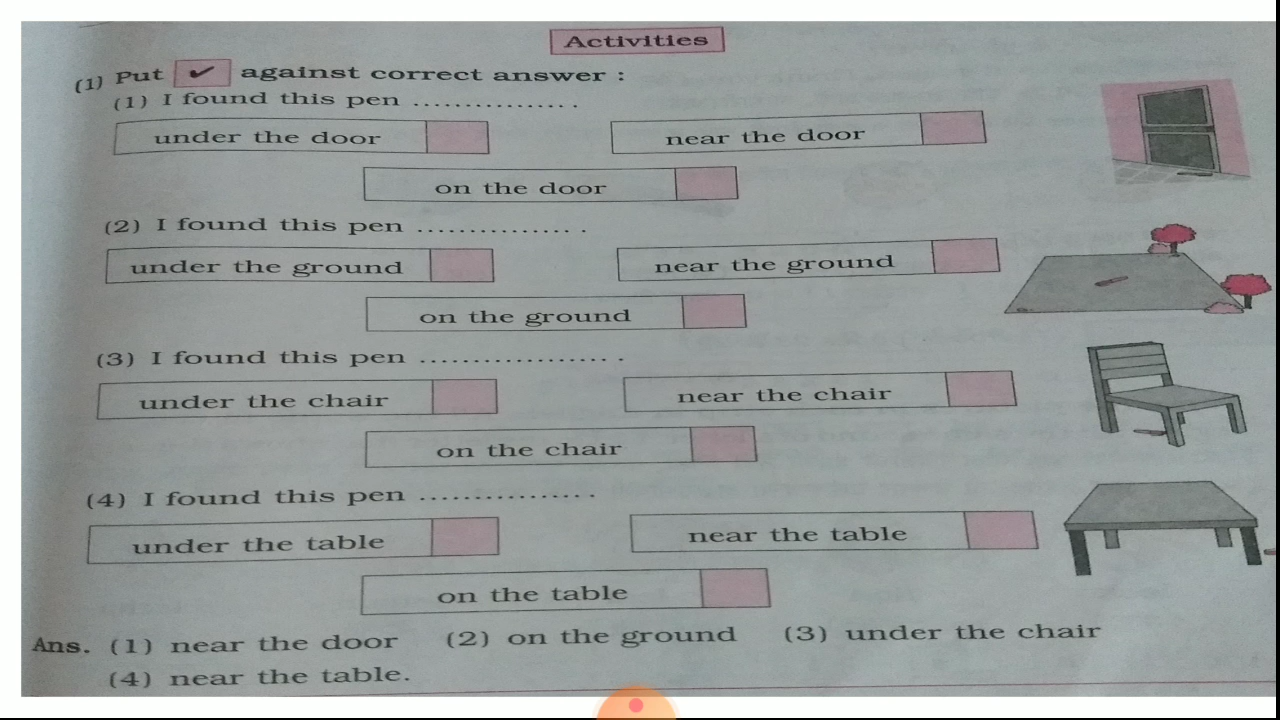 Activities
(1) Put ✔ against correct answer :
(1) I found this pen ................
under the door
near the door
on the door
(2) I found this pen ................
under the ground
near the ground
on the ground
(3) I found this pen ...................
under the chair
near the chair
on the chair
(4) I found this pen ................
under the table
near the table
on the table
Ans. (1) near the door (2) on the ground (3) under the chair
(4) near the table.